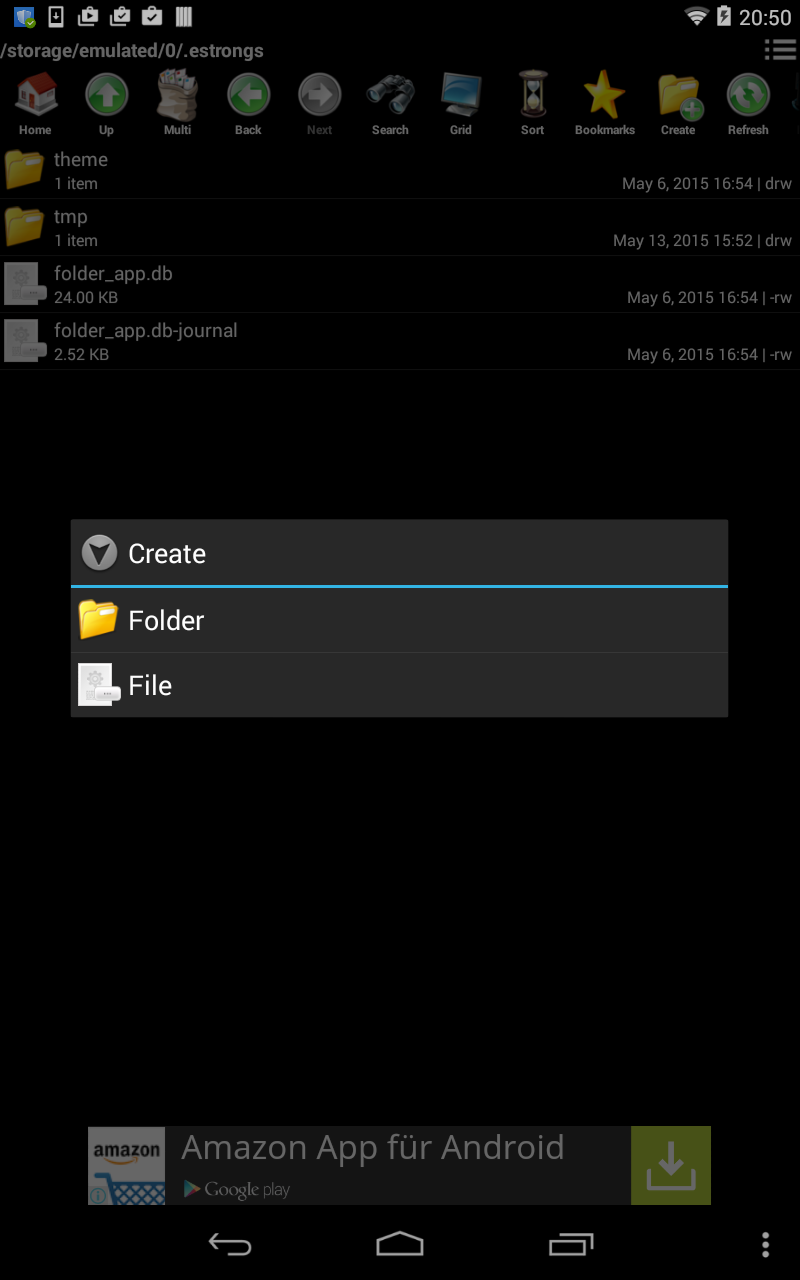 20:50
/storage/emulated/0/.estrongs
Home Up Multi Back Next Search Grid Sort Bookmarks Create Refresh
theme
1 item May 6, 2015 16:54 | drw
tmp
1 item May 13, 2015 15:52 | drw
folder_app.db
24.00 KB May 6, 2015 16:54 | -rw
folder_app.db-journal
2.52 KB May 6, 2015 16:54 | -rw
Create
Folder
File
amazon
Amazon App für Android
Google play